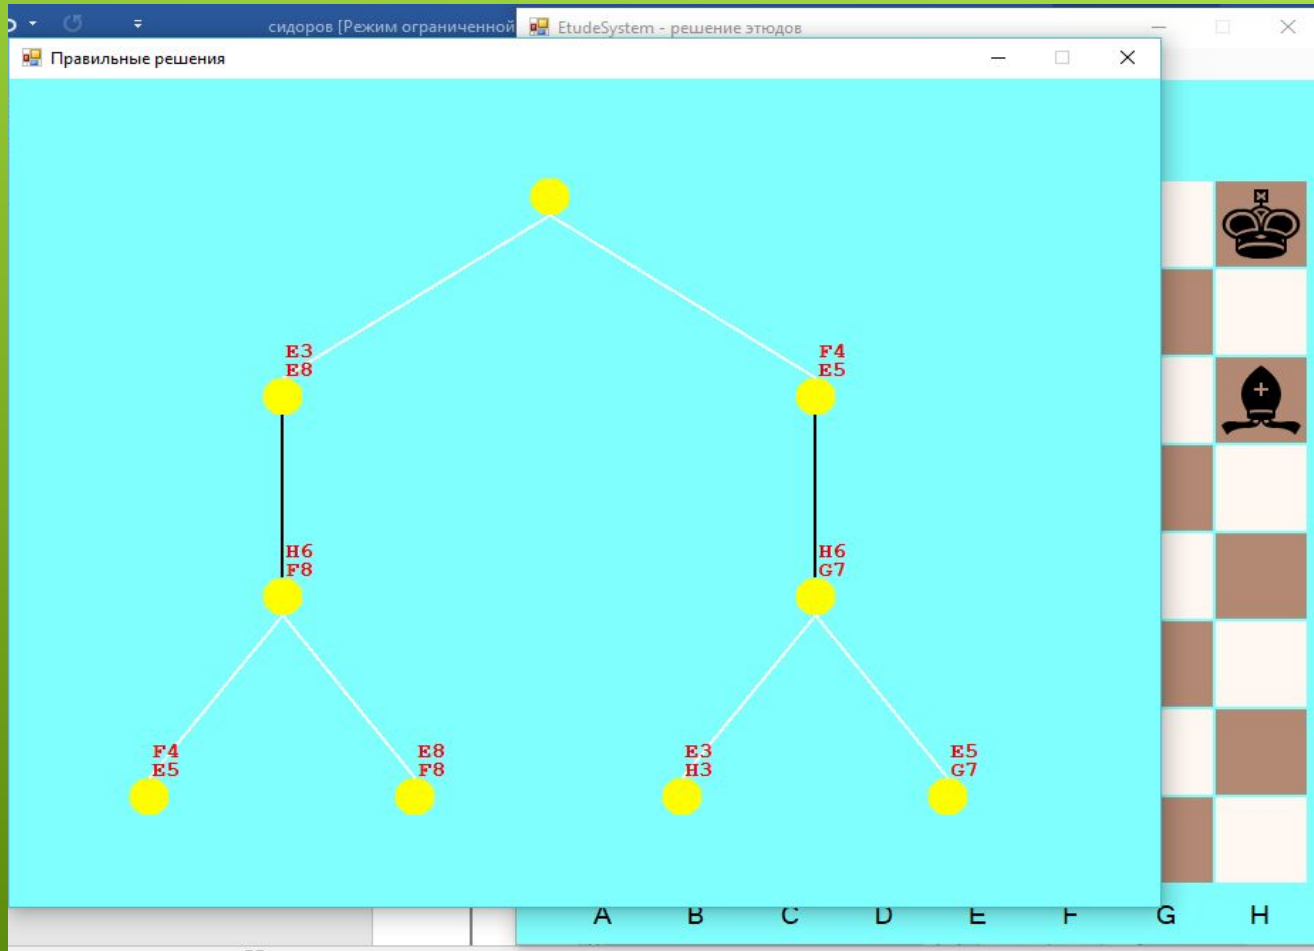 сидоров [Режим ограниченной
EtudeSystem - решение этюдов
Правильные решения
E3
E8
F4
E5
H6
F8
H6
G7
F4
E5
E8
F8
E3
H3
E5
G7
A B C D E F G H